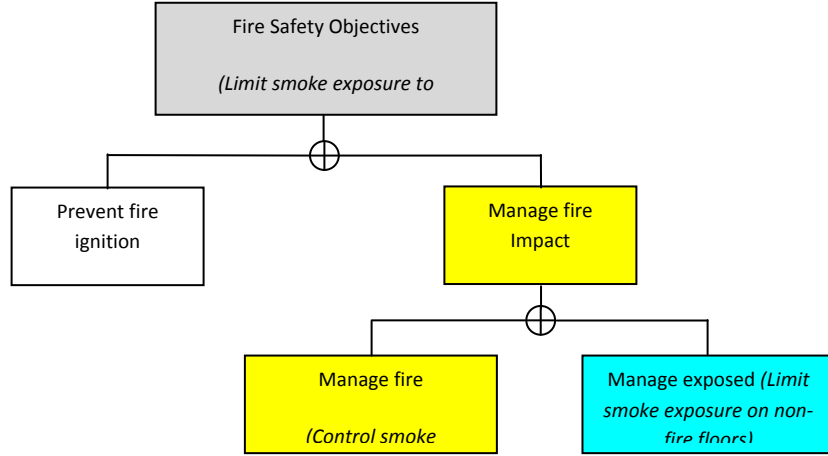 Fire Safety Objectives
(Limit smoke exposure to
Prevent fire
ignition
Manage fire
Impact
Manage fire
(Control smoke
Manage exposed (Limit
smoke exposure on non-
fire floors)